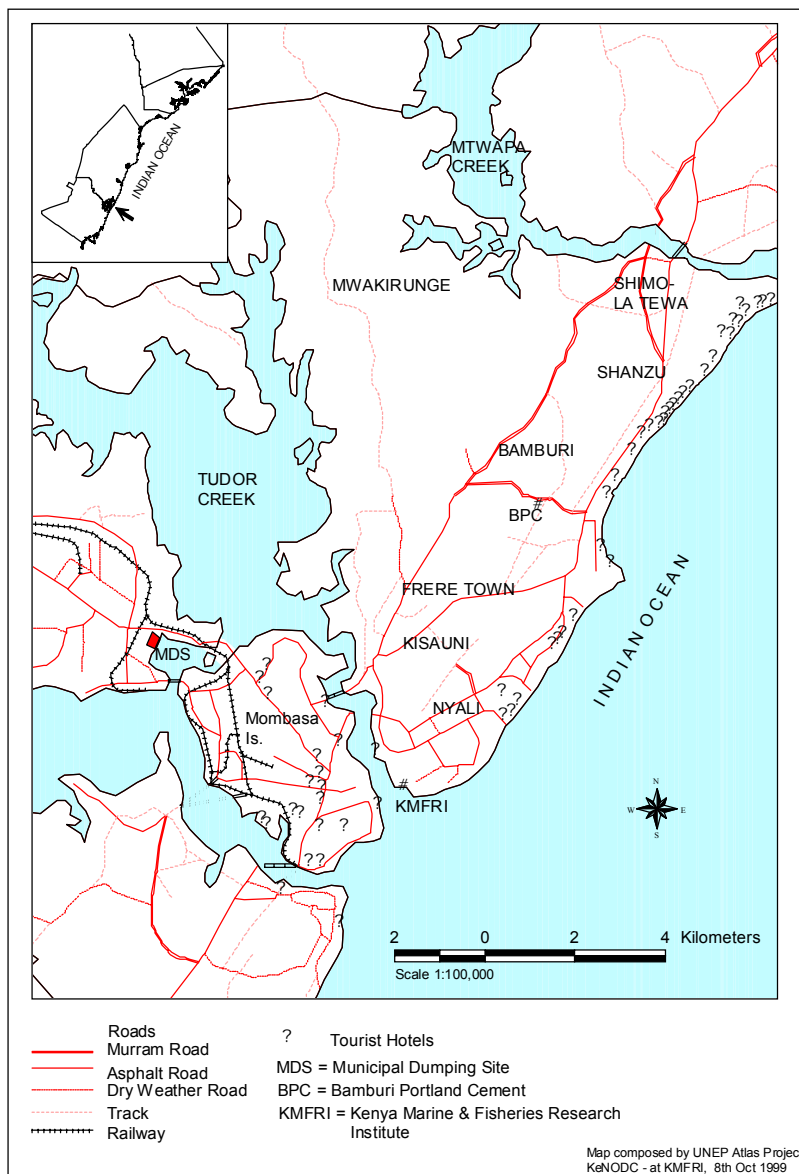 INDIAN OCEAN
MTWAPA
CREEK
MWAKIRUNGE
SHIMO-
LA TEWA
SHANZU
BAMBURI
TUDOR
CREEK
#
BPC
FRERE TOWN
INDIAN OCEAN
KISAUNI
MDS
NYALI
Mombasa
Is.
#
KMFRI
N
W E
S
2 0 2 4 Kilometers
Scale 1:100,000
Roads
Murram Road
Asphalt Road
Dry Weather Road
Track
Railway
? Tourist Hotels
MDS = Municipal Dumping Site
BPC = Bamburi Portland Cement
KMFRI = Kenya Marine & Fisheries Research
Institute
Map composed by UNEP Atlas Projec
KeNODC - at KMFRI, 8th Oct 1999